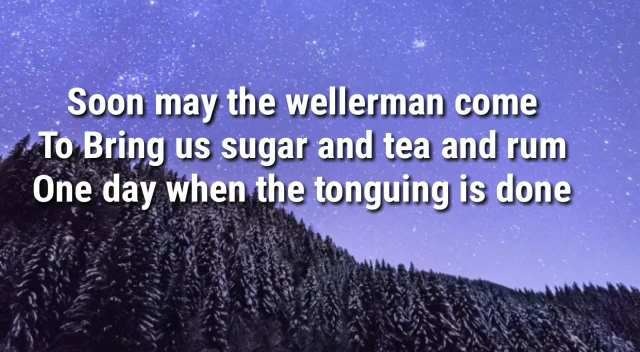 Soon may the wellerman come
To Bring us sugar and tea and rum
One day when the tonguing is done